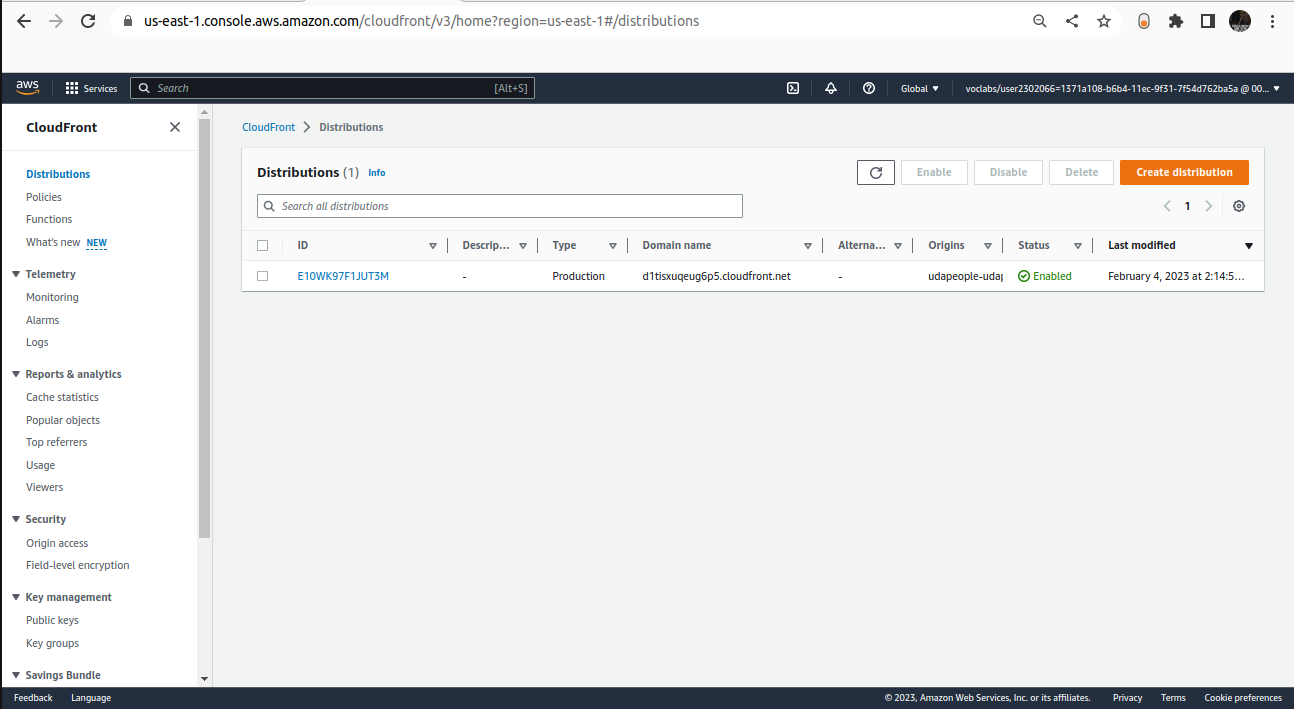 us-east-1.console.aws.amazon.com/cloudfront/v3/home?region=us-east-1#/distributions
aws Services Search [Alt+S] Global voclabs/user2302066=1371a108-b6b4-11ec-9f31-7f54d762ba5a @ 00...
CloudFront
Distributions
Policies
Functions
What's new NEW
Telemetry
Monitoring
Alarms
Logs
Reports & analytics
Cache statistics
Popular objects
Top referrers
Usage
Viewers
Security
Origin access
Field-level encryption
Key management
Public keys
Key groups
Savings Bundle
CloudFront Distributions
Distributions (1) Info Enable Disable Delete Create distribution
Search all distributions 1
ID Descrip... Type Domain name Alterna... Origins Status Last modified
E10WK97F1JUT3M - Production d1tisxuqeug6p5.cloudfront.net - udapeople-udap Enabled February 4, 2023 at 2:14:5...
Feedback Language © 2023, Amazon Web Services, Inc. or its affiliates. Privacy Terms Cookie preferences